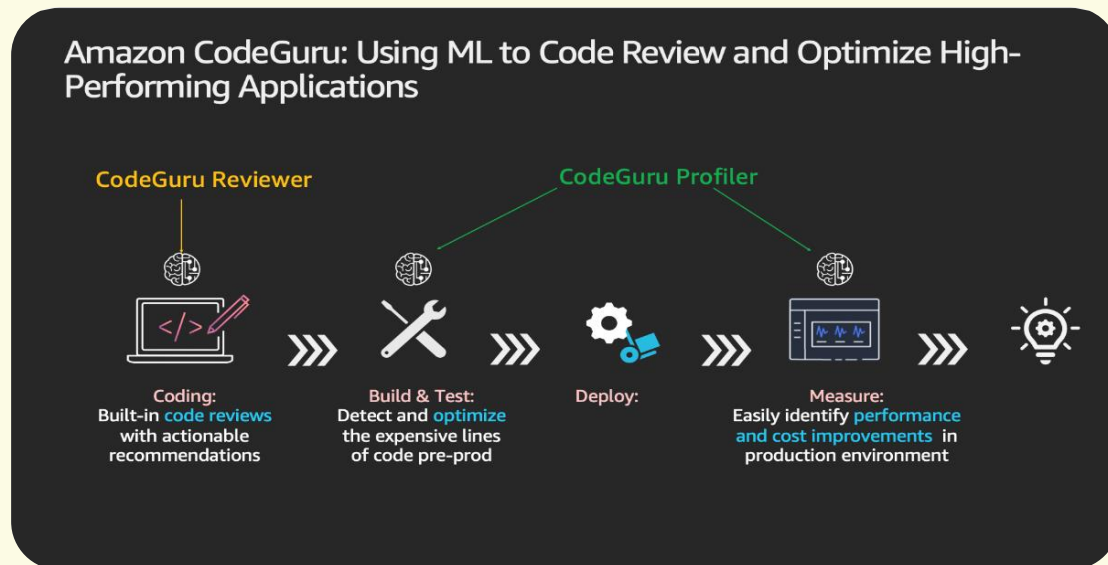 Amazon CodeGuru: Using ML to Code Review and Optimize High-
Performing Applications
CodeGuru Reviewer
CodeGuru Profiler
</>
Coding:
Built-in code reviews
with actionable
recommendations
Build & Test:
Detect and optimize
the expensive lines
of code pre-prod
Deploy:
Measure:
Easily identify performance
and cost improvements in
production environment